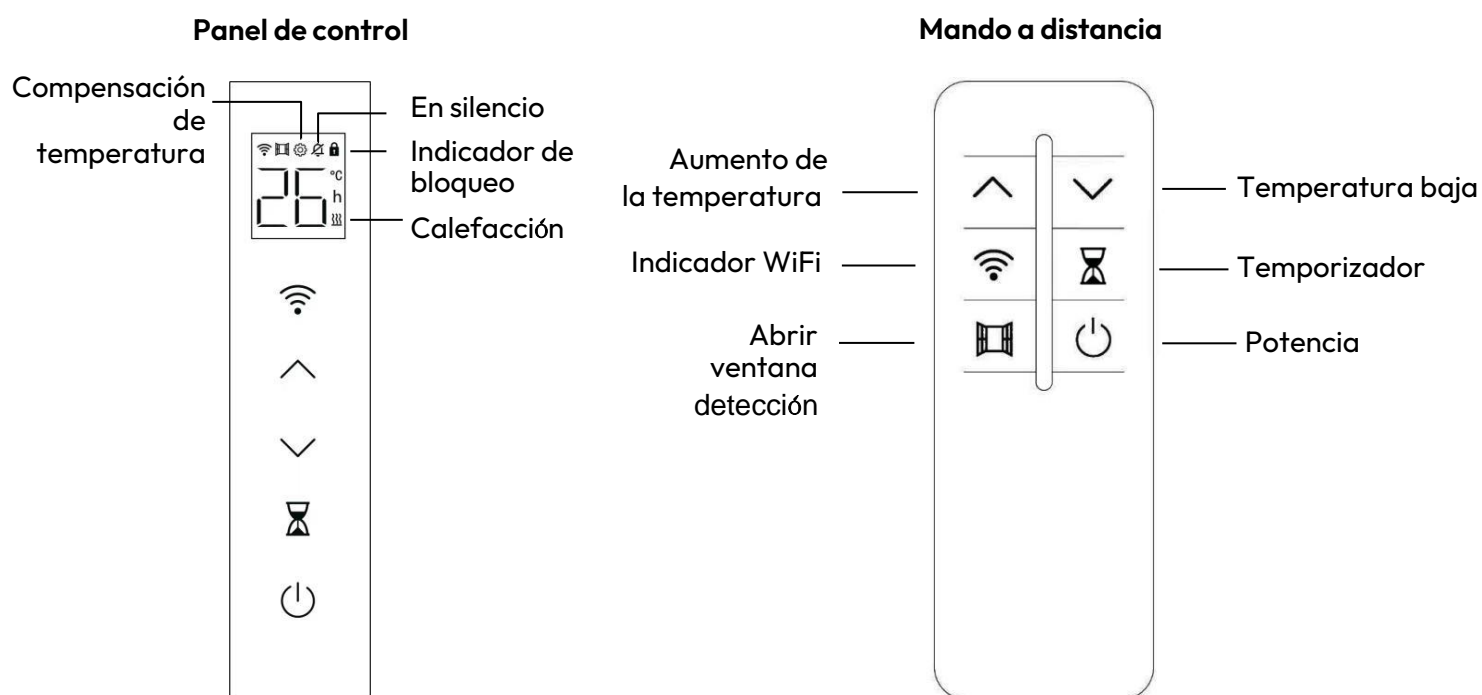 Panel de control
Compensación
de
temperatura
En silencio
Indicador de
bloqueo
Calefacción
26
°C
h
Mando a distancia
Aumento de
la temperatura
Indicador WiFi
Abrir
ventana
detección
Temperatura baja
Temporizador
Potencia